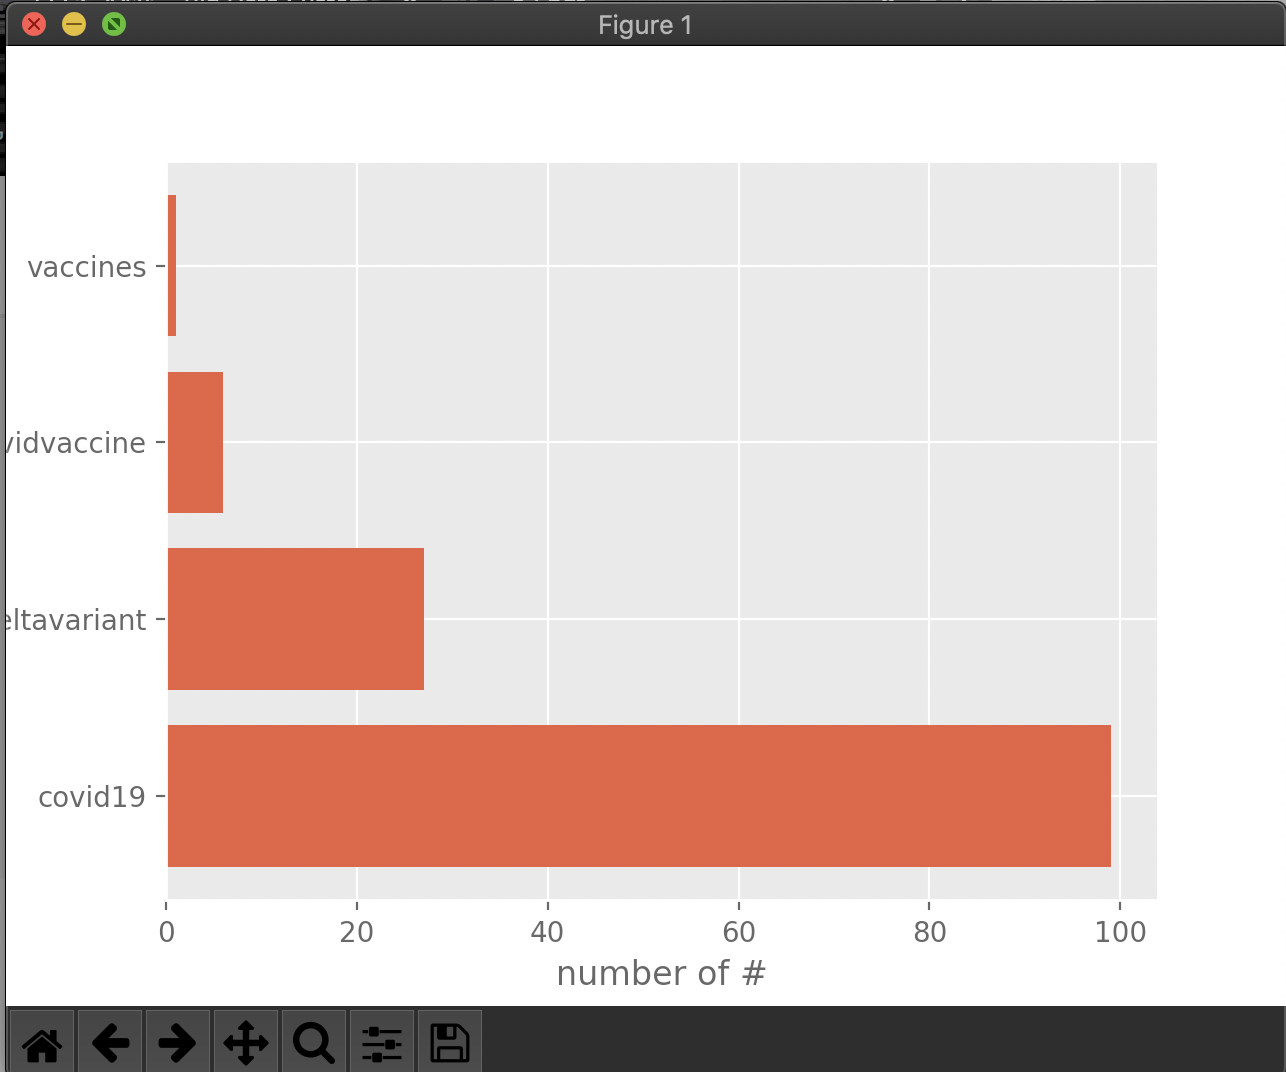 Figure 1
vaccines
vidvaccine
eltavariant
covid19
0 20 40 60 80 100
number of #